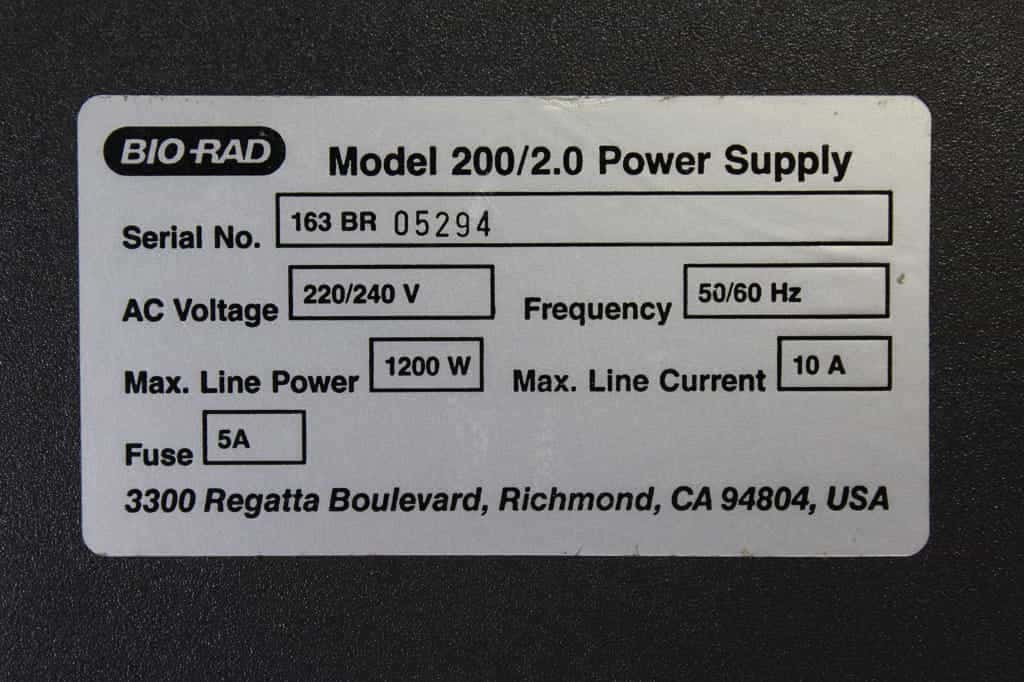 BIO-RAD Model 200/2.0 Power Supply
Serial No. 163 BR 05294
AC Voltage 220/240 V Frequency 50/60 Hz
Max. Line Power 1200 W Max. Line Current 10 A
Fuse 5A
3300 Regatta Boulevard, Richmond, CA 94804, USA